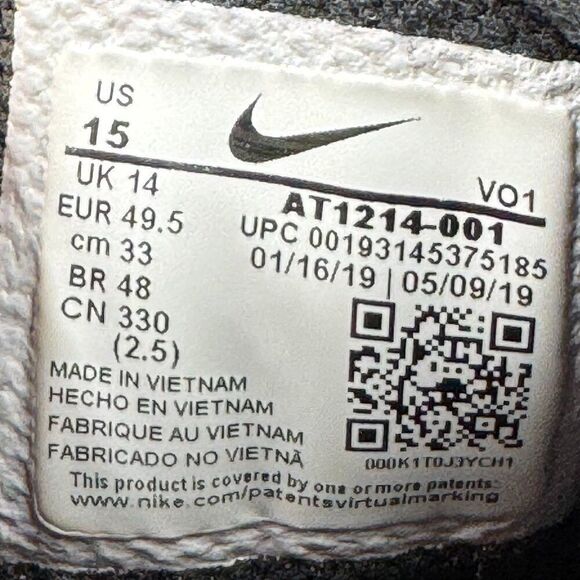 US
15
UK 14
EUR 49.5
cm 33
BR 48
CN 330
(2.5)
VO1
AT1214-001
UPC 00193145375185
01/16/19 | 05/09/19
MADE IN VIETNAM
HECHO EN VIETNAM
FABRIQUE AU VIETNAM
FABRICADO NO VIETNÃ
000K1T0J3YCH1
This product is covered by one or more patents:
www.nike.com/patentsvirtualmarking